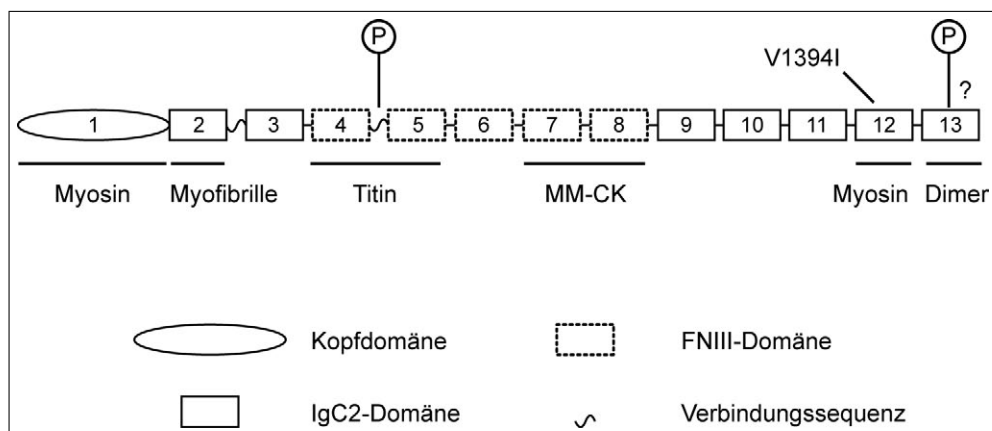 P P
V1394I
?
1 2 3 4 5 6 7 8 9 10 11 12 13
Myosin Myofibrille Titin MM-CK Myosin Dimer
Kopfdomäne FNIII-Domäne
IgC2-Domäne Verbindungssequenz